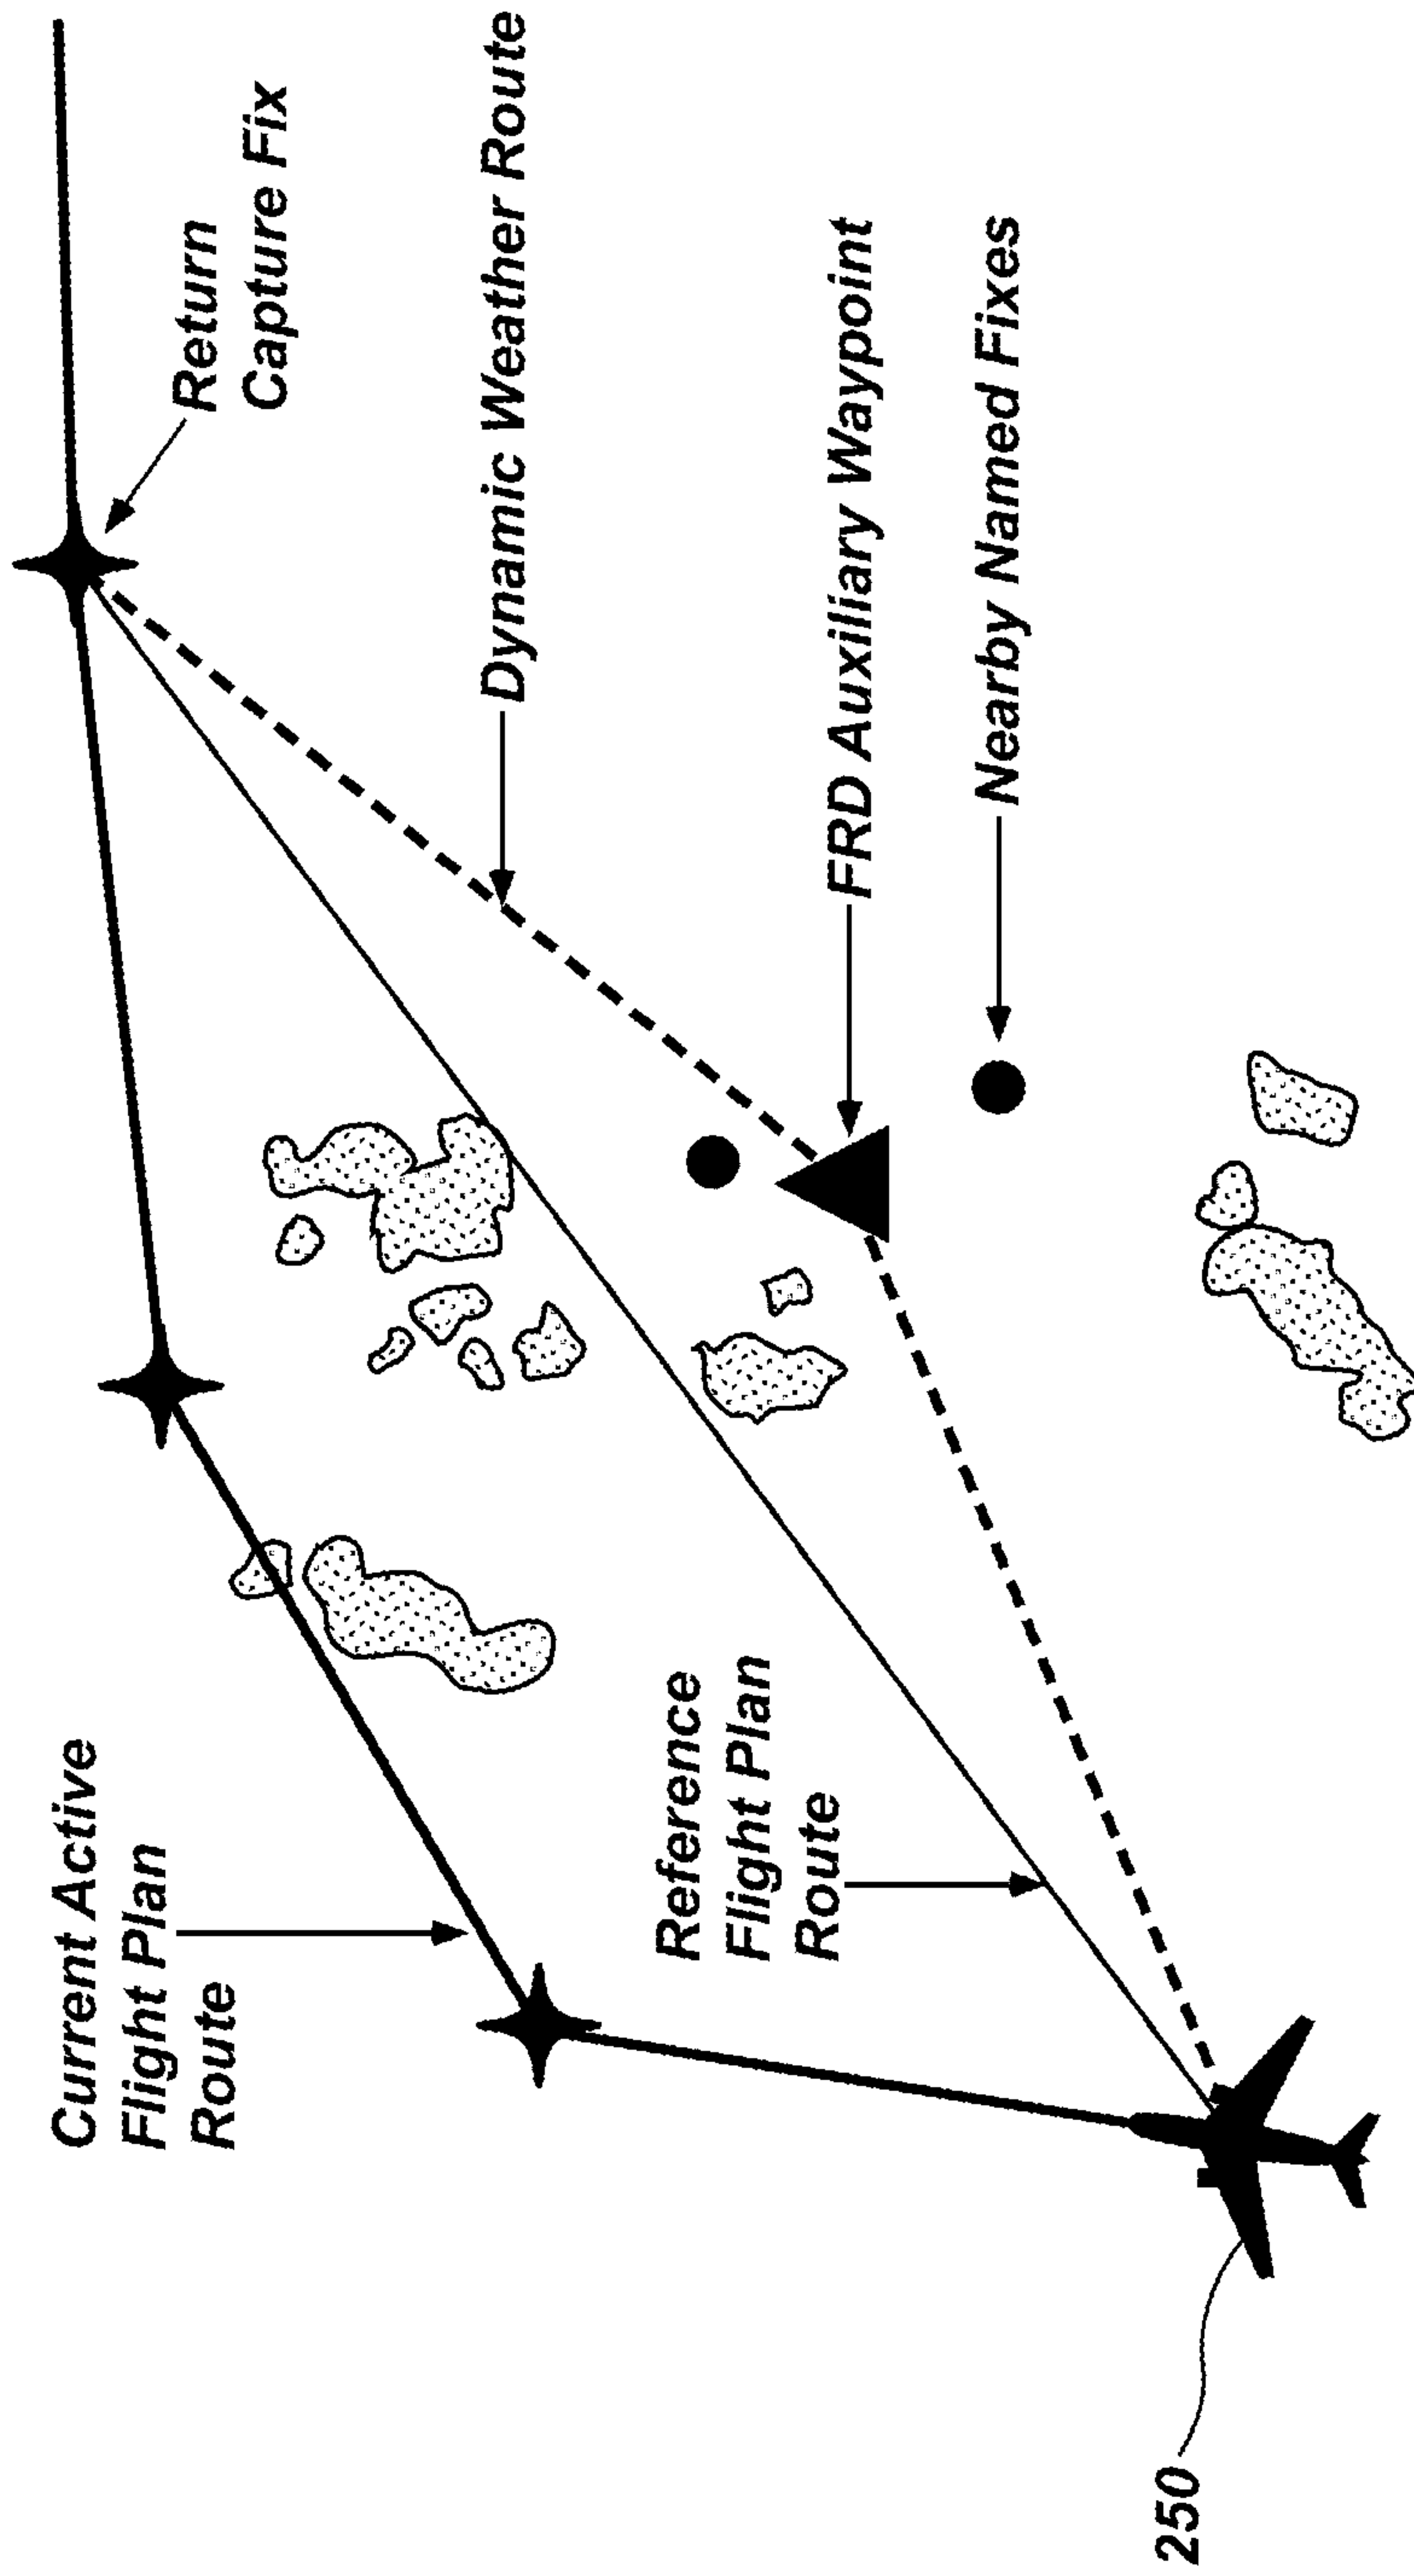 Current Active
Flight Plan
Route
Return
Capture Fix
Dynamic Weather Route
Reference
Flight Plan
Route
FRD Auxiliary Waypoint
Nearby Named Fixes
250